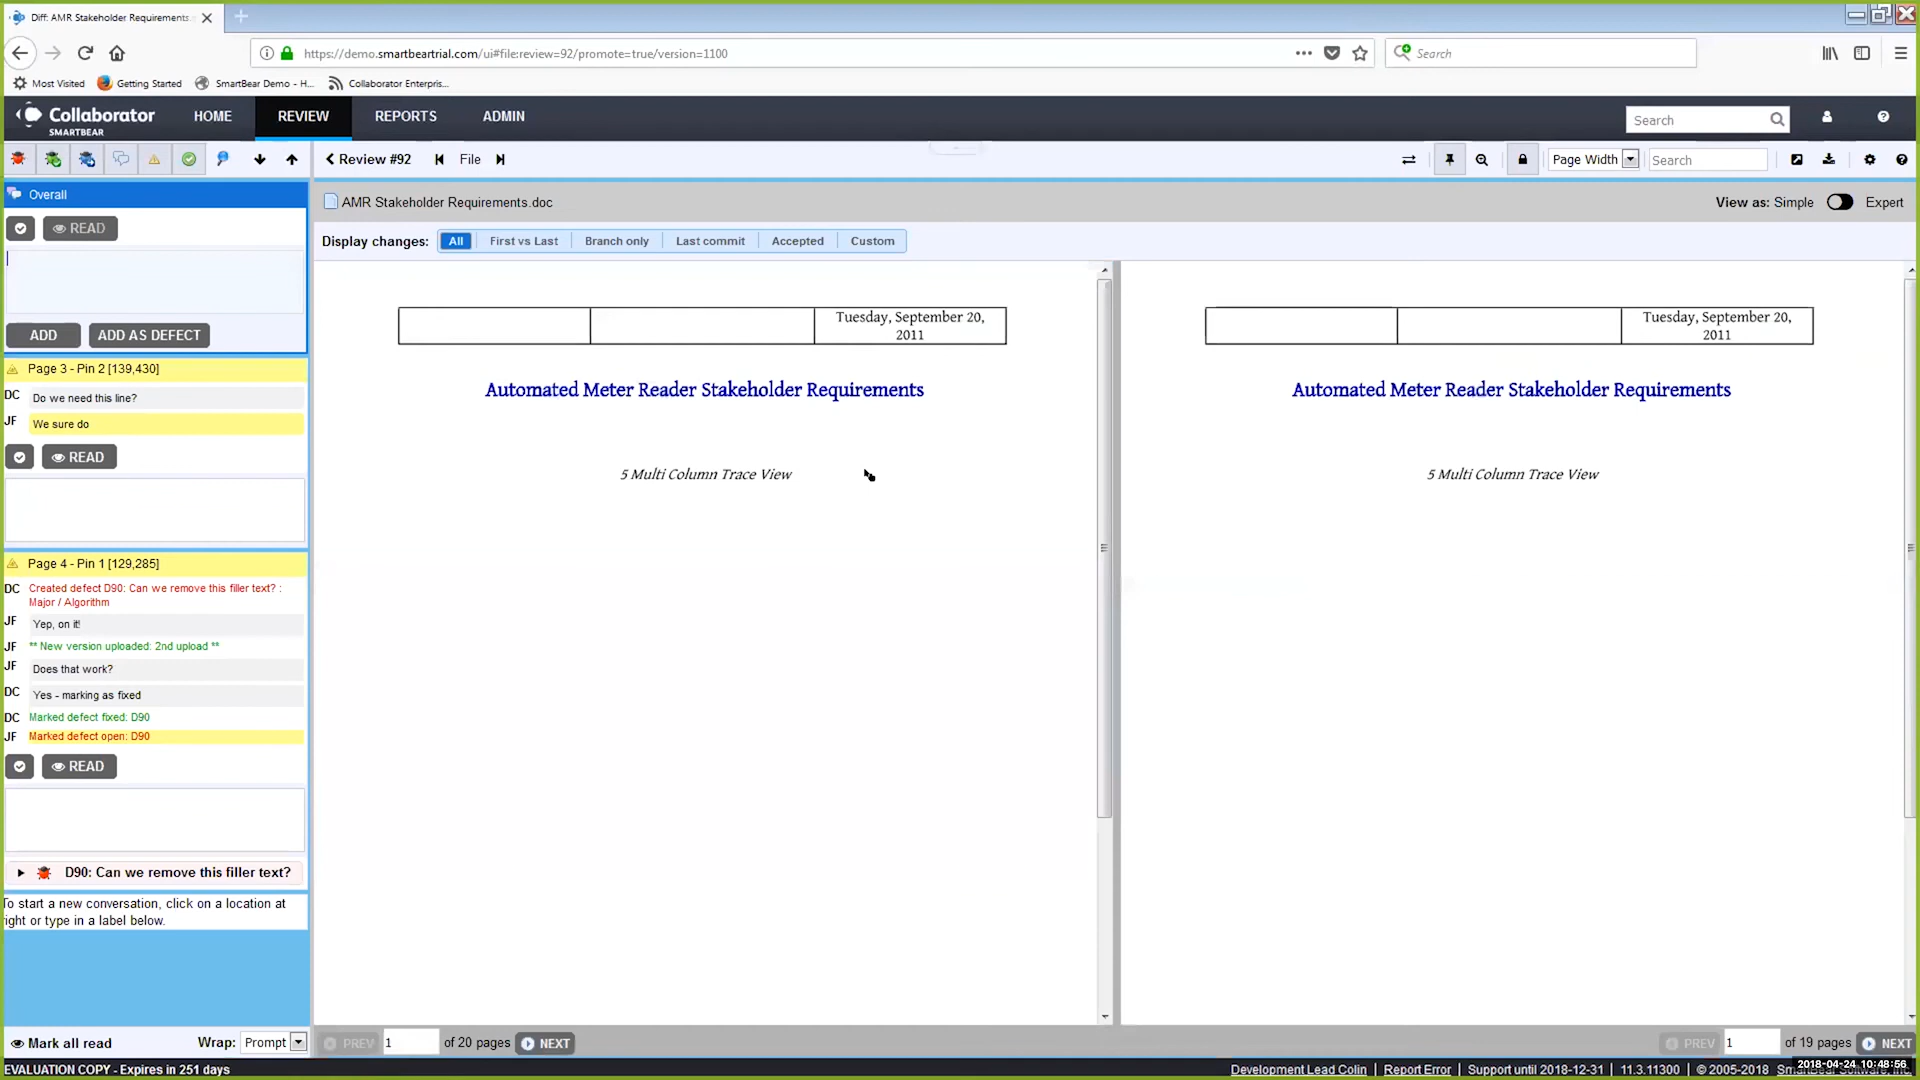 Diff: AMR Stakeholder Requirements
https://demo.smartbeartrial.com/ui#file:review=92/promote=true/version=1100
Search
Most Visited
Getting Started
SmartBear Demo - H...
Collaborator Enterpris...
Collaborator
SMARTBEAR
HOME
REVIEW
REPORTS
ADMIN
Search
Review #92
File
Page Width
Search
Overall
AMR Stakeholder Requirements.doc
View as: Simple
Expert
READ
Display changes:
All
First vs Last
Branch only
Last commit
Accepted
Custom
ADD
ADD AS DEFECT
Page 3 - Pin 2 [139,430]
DC Do we need this line?
JF We sure do
READ
Page 4 - Pin 1 [129,285]
DC Created defect D90: Can we remove this filler text? :
Major / Algorithm
JF Yep, on it!
JF ** New version uploaded: 2nd upload **
JF Does that work?
DC Yes - marking as fixed
DC Marked defect fixed: D90
JF Marked defect open: D90
READ
D90: Can we remove this filler text?
To start a new conversation, click on a location at
right or type in a label below.
Mark all read
Wrap:
Prompt
Tuesday, September 20,
2011
Automated Meter Reader Stakeholder Requirements
5 Multi Column Trace View
PREV
1
of 20 pages
NEXT
Tuesday, September 20,
2011
Automated Meter Reader Stakeholder Requirements
5 Multi Column Trace View
PREV
1
of 19 pages
NEXT
2018-04-24 10:48:56
EVALUATION COPY - Expires in 251 days
Development Lead Colin | Report Error | Support until 2018-12-31 | 11.3.11300 | © 2005-2018